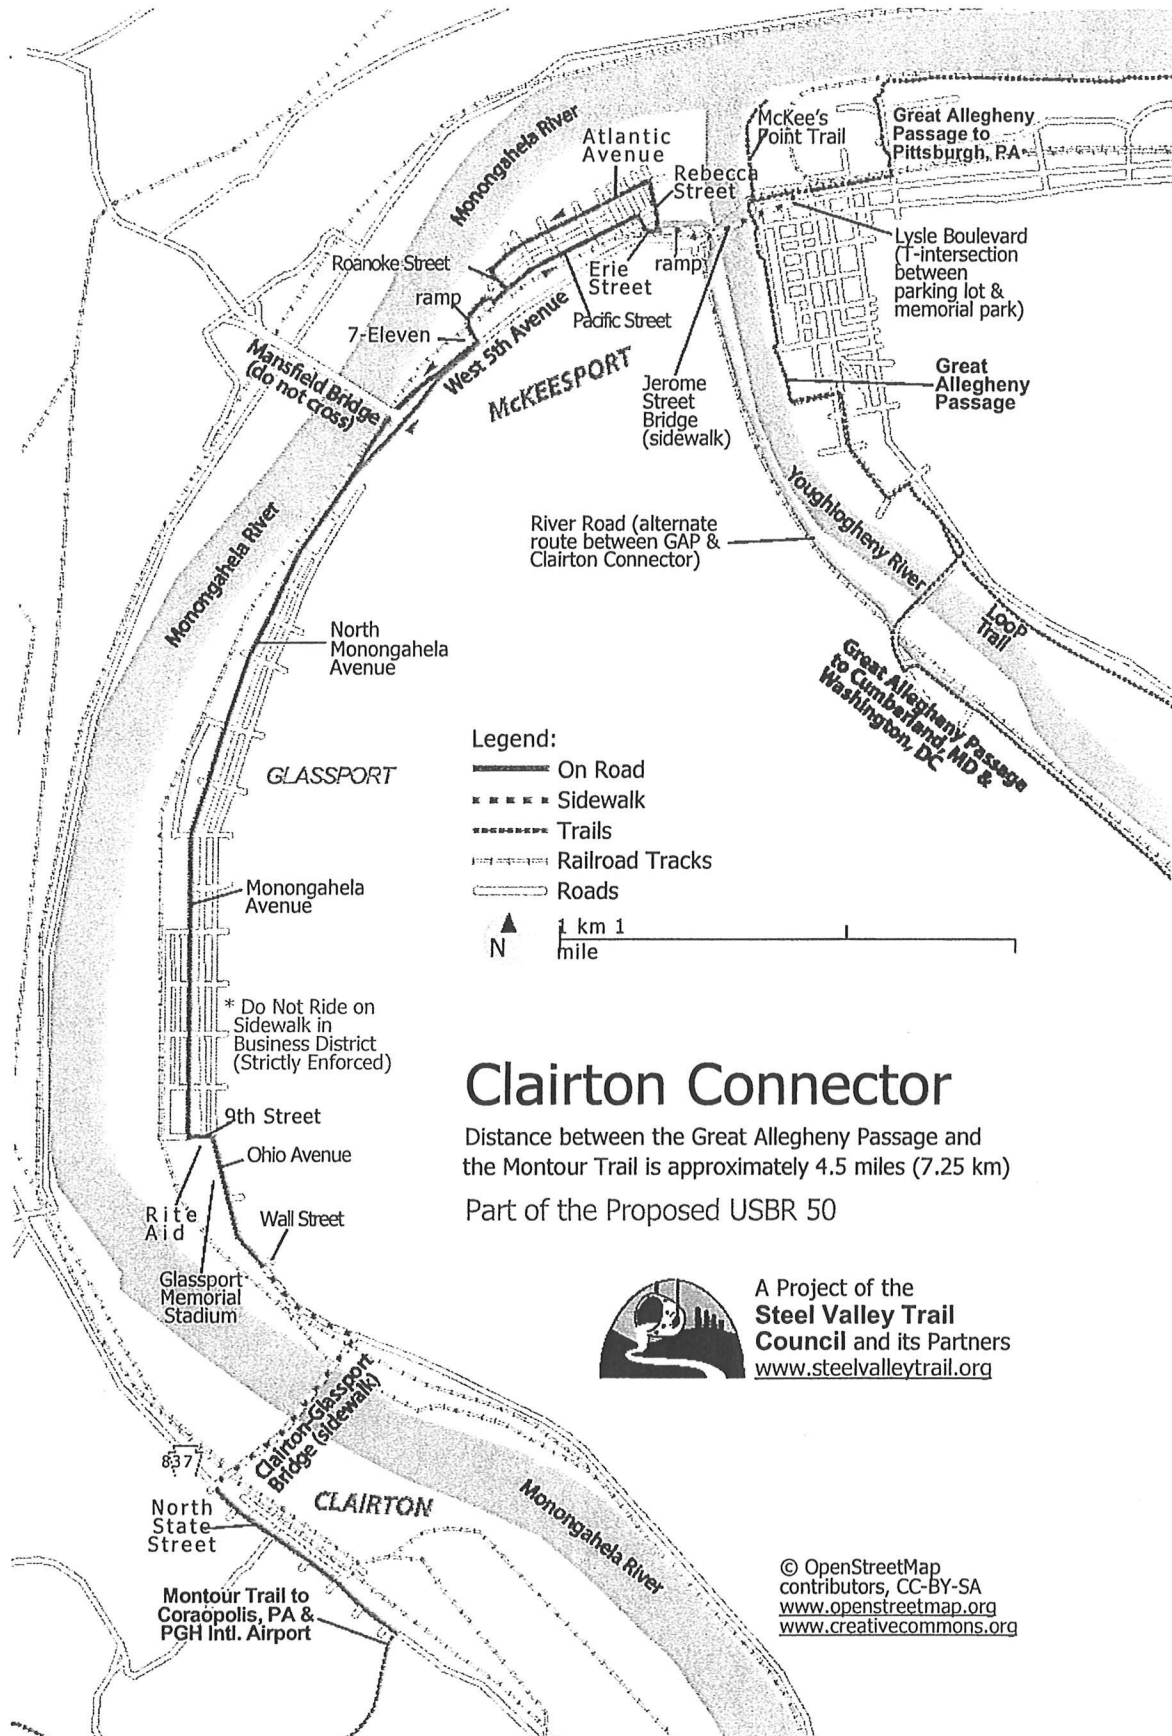 Monongahela River
Atlantic
Avenue
McKee's
Point Trail
Great Allegheny
Passage to
Pittsburgh, PA
Rebecca
Street
Roanoke Street
ramp
7-Eleven
Erie
Street
ramp
Pacific Street
Lysle Boulevard
(T-intersection
between
parking lot &
memorial park)
Mansfield Bridge
(do not cross)
West 5th Avenue
McKEESPORT
Jerome
Street
Bridge
(sidewalk)
Great
Allegheny
Passage
Monongahela River
River Road (alternate
route between GAP &
Clairton Connector)
Youghlogheny River
Loop
Trail
North
Monongahela
Avenue
Great Allegheny Passage
to Cumberland, MD &
Washington, DC
GLASSPORT
Legend:
On Road
Sidewalk
Trails
Railroad Tracks
Roads
N
1 km 1
mile
Monongahela
Avenue
* Do Not Ride on
Sidewalk in
Business District
(Strictly Enforced)
Clairton Connector
Distance between the Great Allegheny Passage and
the Montour Trail is approximately 4.5 miles (7.25 km)
Part of the Proposed USBR 50
9th Street
Ohio Avenue
Rite
Aid
Wall Street
Glassport
Memorial
Stadium
A Project of the
Steel Valley Trail
Council and its Partners
www.steelvalleytrail.org
Clairton-Glassport
Bridge (sidewalk)
837
CLAIRTON
North
State
Street
Monongahela River
Montour Trail to
Coraopolis, PA &
PGH Intl. Airport
© OpenStreetMap
contributors, CC-BY-SA
www.openstreetmap.org
www.creativecommons.org